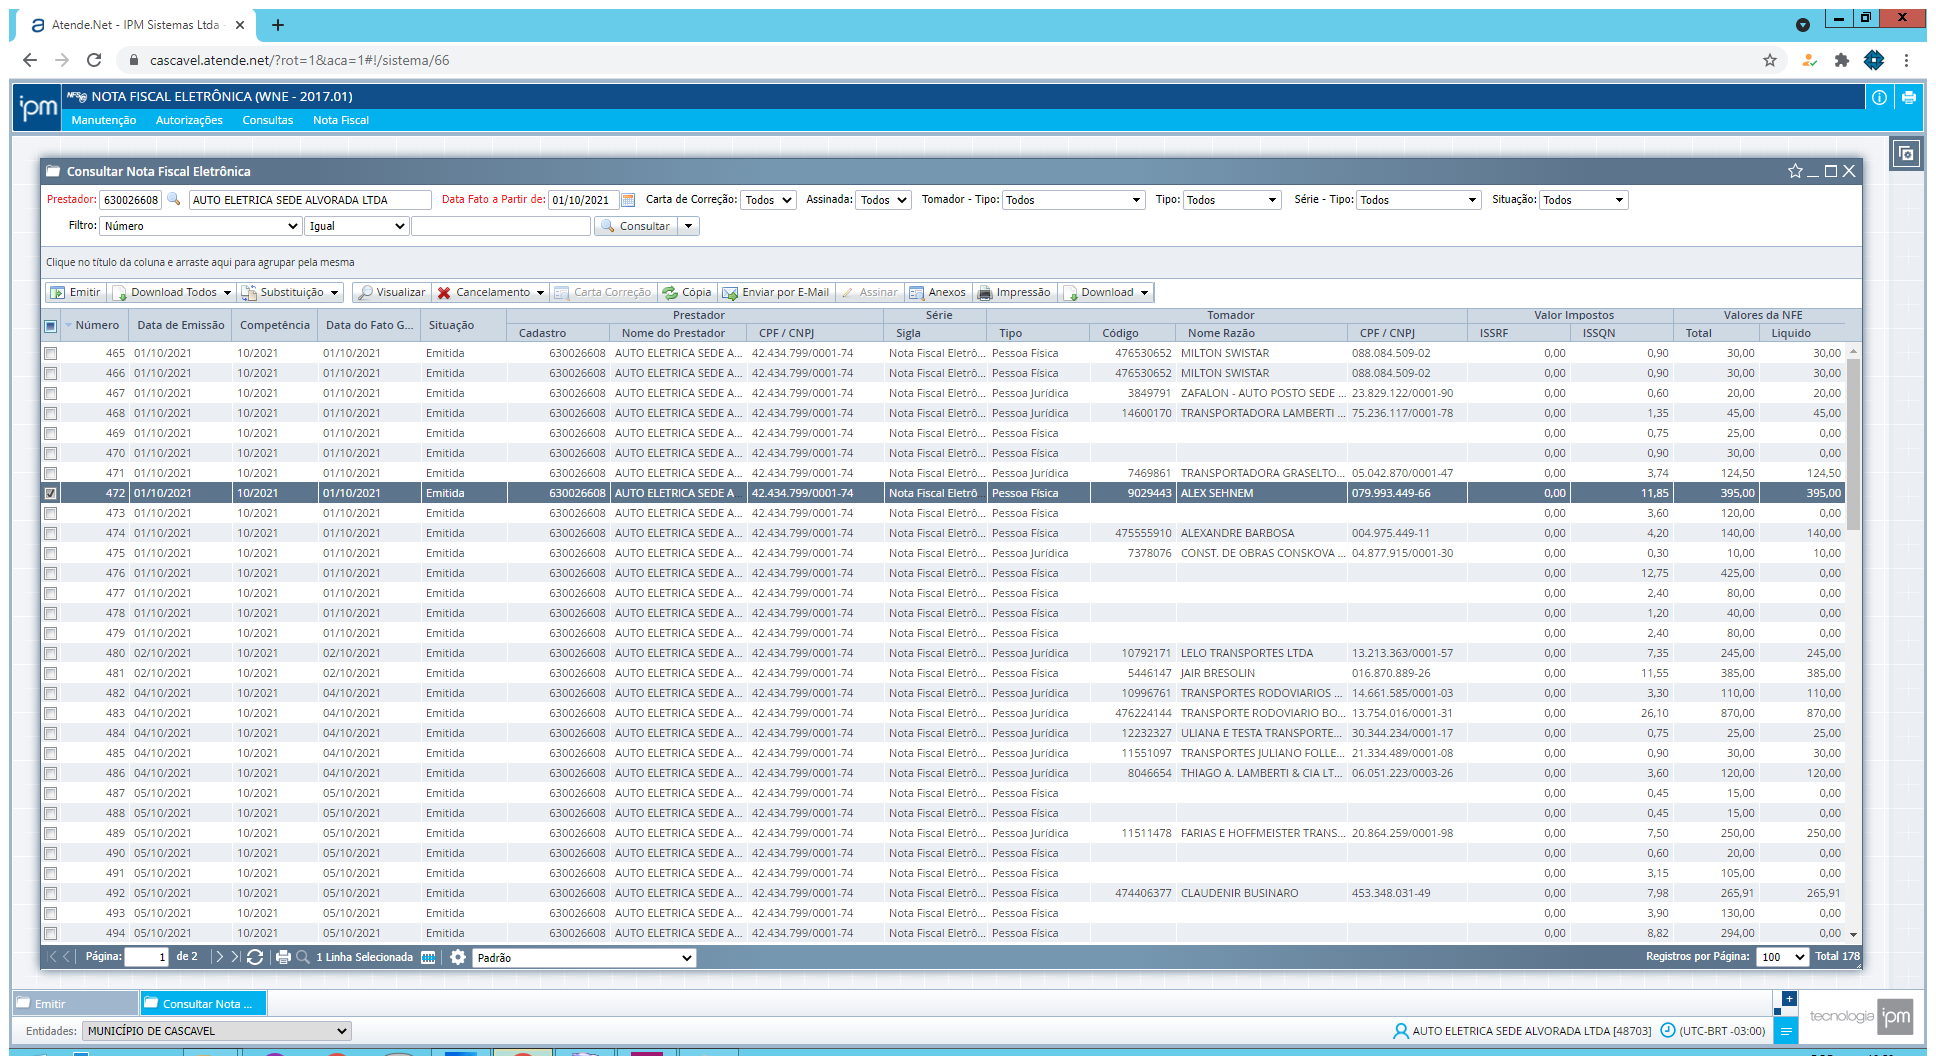 Atende.Net - IPM Sistemas Ltda
cascavel.atende.net/?rot=1&aca=1#!/sistema/66
ipm NFS-e NOTA FISCAL ELETRÔNICA (WNE - 2017.01)
Manutenção Autorizações Consultas Nota Fiscal
Consultar Nota Fiscal Eletrônica
Prestador: 630026608 AUTO ELETRICA SEDE ALVORADA LTDA Data Fato a Partir de: 01/10/2021 Carta de Correção: Todos Assinada: Todos Tomador - Tipo: Todos Tipo: Todos Série - Tipo: Todos Situação: Todos
Filtro: Número Igual Consultar
Clique no título da coluna e arraste aqui para agrupar pela mesma
Emitir Download Todos Substituição Visualizar Cancelamento Carta Correção Cópia Enviar por E-Mail Assinar Anexos Impressão Download
Prestador Série Tomador Valor Impostos Valores da NFE
Número Data de Emissão Competência Data do Fato G... Situação Cadastro Nome do Prestador CPF / CNPJ Sigla Tipo Código Nome Razão CPF / CNPJ ISSRF ISSQN Total Liquido
465 01/10/2021 10/2021 01/10/2021 Emitida 630026608 AUTO ELETRICA SEDE A... 42.434.799/0001-74 Nota Fiscal Eletrô... Pessoa Física 476530652 MILTON SWISTAR 088.084.509-02 0,00 0,90 30,00 30,00
466 01/10/2021 10/2021 01/10/2021 Emitida 630026608 AUTO ELETRICA SEDE A... 42.434.799/0001-74 Nota Fiscal Eletrô... Pessoa Física 476530652 MILTON SWISTAR 088.084.509-02 0,00 0,90 30,00 30,00
467 01/10/2021 10/2021 01/10/2021 Emitida 630026608 AUTO ELETRICA SEDE A... 42.434.799/0001-74 Nota Fiscal Eletrô... Pessoa Jurídica 3849791 ZAFALON - AUTO POSTO SEDE ... 23.829.122/0001-90 0,00 0,60 20,00 20,00
468 01/10/2021 10/2021 01/10/2021 Emitida 630026608 AUTO ELETRICA SEDE A... 42.434.799/0001-74 Nota Fiscal Eletrô... Pessoa Jurídica 14600170 TRANSPORTADORA LAMBERTI ... 75.236.117/0001-78 0,00 1,35 45,00 45,00
469 01/10/2021 10/2021 01/10/2021 Emitida 630026608 AUTO ELETRICA SEDE A... 42.434.799/0001-74 Nota Fiscal Eletrô... Pessoa Física 0,00 0,75 25,00 0,00
470 01/10/2021 10/2021 01/10/2021 Emitida 630026608 AUTO ELETRICA SEDE A... 42.434.799/0001-74 Nota Fiscal Eletrô... Pessoa Física 0,00 0,90 30,00 0,00
471 01/10/2021 10/2021 01/10/2021 Emitida 630026608 AUTO ELETRICA SEDE A... 42.434.799/0001-74 Nota Fiscal Eletrô... Pessoa Jurídica 7469861 TRANSPORTADORA GRASELTO... 05.042.870/0001-47 0,00 3,74 124,50 124,50
472 01/10/2021 10/2021 01/10/2021 Emitida 630026608 AUTO ELETRICA SEDE A 42.434.799/0001-74 Nota Fiscal Eletrô Pessoa Física 9029443 ALEX SEHNEM 079.993.449-66 0,00 11,85 395,00 395,00
473 01/10/2021 10/2021 01/10/2021 Emitida 630026608 AUTO ELETRICA SEDE A... 42.434.799/0001-74 Nota Fiscal Eletrô... Pessoa Física 0,00 3,60 120,00 0,00
474 01/10/2021 10/2021 01/10/2021 Emitida 630026608 AUTO ELETRICA SEDE A... 42.434.799/0001-74 Nota Fiscal Eletrô... Pessoa Física 475555910 ALEXANDRE BARBOSA 004.975.449-11 0,00 4,20 140,00 140,00
475 01/10/2021 10/2021 01/10/2021 Emitida 630026608 AUTO ELETRICA SEDE A... 42.434.799/0001-74 Nota Fiscal Eletrô... Pessoa Jurídica 7378076 CONST. DE OBRAS CONSKOVA ... 04.877.915/0001-30 0,00 0,30 10,00 10,00
476 01/10/2021 10/2021 01/10/2021 Emitida 630026608 AUTO ELETRICA SEDE A... 42.434.799/0001-74 Nota Fiscal Eletrô... Pessoa Física 0,00 12,75 425,00 0,00
477 01/10/2021 10/2021 01/10/2021 Emitida 630026608 AUTO ELETRICA SEDE A... 42.434.799/0001-74 Nota Fiscal Eletrô... Pessoa Física 0,00 2,40 80,00 0,00
478 01/10/2021 10/2021 01/10/2021 Emitida 630026608 AUTO ELETRICA SEDE A... 42.434.799/0001-74 Nota Fiscal Eletrô... Pessoa Física 0,00 1,20 40,00 0,00
479 01/10/2021 10/2021 01/10/2021 Emitida 630026608 AUTO ELETRICA SEDE A... 42.434.799/0001-74 Nota Fiscal Eletrô... Pessoa Física 0,00 2,40 80,00 0,00
480 02/10/2021 10/2021 02/10/2021 Emitida 630026608 AUTO ELETRICA SEDE A... 42.434.799/0001-74 Nota Fiscal Eletrô... Pessoa Jurídica 10792171 LELO TRANSPORTES LTDA 13.213.363/0001-57 0,00 7,35 245,00 245,00
481 02/10/2021 10/2021 02/10/2021 Emitida 630026608 AUTO ELETRICA SEDE A... 42.434.799/0001-74 Nota Fiscal Eletrô... Pessoa Física 5446147 JAIR BRESOLIN 016.870.889-26 0,00 11,55 385,00 385,00
482 04/10/2021 10/2021 04/10/2021 Emitida 630026608 AUTO ELETRICA SEDE A... 42.434.799/0001-74 Nota Fiscal Eletrô... Pessoa Jurídica 10996761 TRANSPORTES RODOVIARIOS ... 14.661.585/0001-03 0,00 3,30 110,00 110,00
483 04/10/2021 10/2021 04/10/2021 Emitida 630026608 AUTO ELETRICA SEDE A... 42.434.799/0001-74 Nota Fiscal Eletrô... Pessoa Jurídica 476224144 TRANSPORTE RODOVIARIO BO... 13.754.016/0001-31 0,00 26,10 870,00 870,00
484 04/10/2021 10/2021 04/10/2021 Emitida 630026608 AUTO ELETRICA SEDE A... 42.434.799/0001-74 Nota Fiscal Eletrô... Pessoa Jurídica 12232327 ULIANA E TESTA TRANSPORTE... 30.344.234/0001-17 0,00 0,75 25,00 25,00
485 04/10/2021 10/2021 04/10/2021 Emitida 630026608 AUTO ELETRICA SEDE A... 42.434.799/0001-74 Nota Fiscal Eletrô... Pessoa Jurídica 11551097 TRANSPORTES JULIANO FOLLE... 21.334.489/0001-08 0,00 0,90 30,00 30,00
486 04/10/2021 10/2021 04/10/2021 Emitida 630026608 AUTO ELETRICA SEDE A... 42.434.799/0001-74 Nota Fiscal Eletrô... Pessoa Jurídica 8046654 THIAGO A. LAMBERTI & CIA LT... 06.051.223/0003-26 0,00 3,60 120,00 120,00
487 05/10/2021 10/2021 05/10/2021 Emitida 630026608 AUTO ELETRICA SEDE A... 42.434.799/0001-74 Nota Fiscal Eletrô... Pessoa Física 0,00 0,45 15,00 0,00
488 05/10/2021 10/2021 05/10/2021 Emitida 630026608 AUTO ELETRICA SEDE A... 42.434.799/0001-74 Nota Fiscal Eletrô... Pessoa Física 0,00 0,45 15,00 0,00
489 05/10/2021 10/2021 05/10/2021 Emitida 630026608 AUTO ELETRICA SEDE A... 42.434.799/0001-74 Nota Fiscal Eletrô... Pessoa Jurídica 11511478 FARIAS E HOFFMEISTER TRANS... 20.864.259/0001-98 0,00 7,50 250,00 250,00
490 05/10/2021 10/2021 05/10/2021 Emitida 630026608 AUTO ELETRICA SEDE A... 42.434.799/0001-74 Nota Fiscal Eletrô... Pessoa Física 0,00 0,60 20,00 0,00
491 05/10/2021 10/2021 05/10/2021 Emitida 630026608 AUTO ELETRICA SEDE A... 42.434.799/0001-74 Nota Fiscal Eletrô... Pessoa Física 0,00 3,15 105,00 0,00
492 05/10/2021 10/2021 05/10/2021 Emitida 630026608 AUTO ELETRICA SEDE A... 42.434.799/0001-74 Nota Fiscal Eletrô... Pessoa Física 474406377 CLAUDENIR BUSINARO 453.348.031-49 0,00 7,98 265,91 265,91
493 05/10/2021 10/2021 05/10/2021 Emitida 630026608 AUTO ELETRICA SEDE A... 42.434.799/0001-74 Nota Fiscal Eletrô... Pessoa Física 0,00 3,90 130,00 0,00
494 05/10/2021 10/2021 05/10/2021 Emitida 630026608 AUTO ELETRICA SEDE A... 42.434.799/0001-74 Nota Fiscal Eletrô... Pessoa Física 0,00 8,82 294,00 0,00
Página: 1 de 2 1 Linha Selecionada Padrão Registros por Página: 100 Total 178
Emitir Consultar Nota ...
Entidades: MUNICÍPIO DE CASCAVEL AUTO ELETRICA SEDE ALVORADA LTDA [48703] (UTC-BRT -03:00) tecnologia ipm